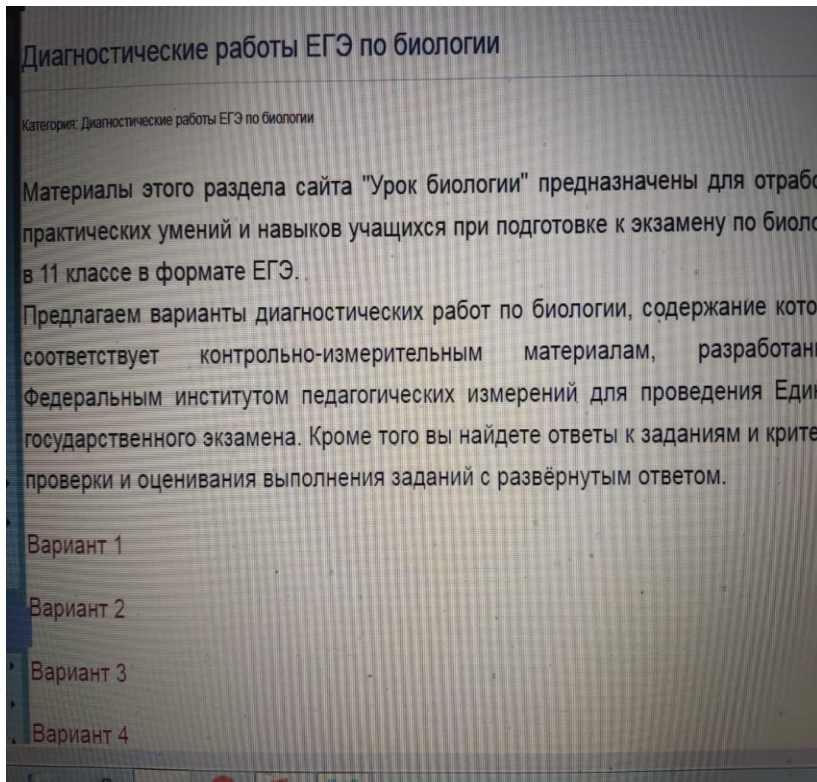 Диагностические работы ЕГЭ по биологии
Категория: Диагностические работы ЕГЭ по биологии
Материалы этого раздела сайта "Урок биологии" предназначены для отрабо
практических умений и навыков учащихся при подготовке к экзамену по биоло
в 11 классе в формате ЕГЭ.
Предлагаем варианты диагностических работ по биологии, содержание кото
соответствует контрольно-измерительным материалам, разработан
Федеральным институтом педагогических измерений для проведения Един
государственного экзамена. Кроме того вы найдете ответы к заданиям и крите
проверки и оценивания выполнения заданий с развёрнутым ответом.
Вариант 1
Вариант 2
Вариант 3
Вариант 4